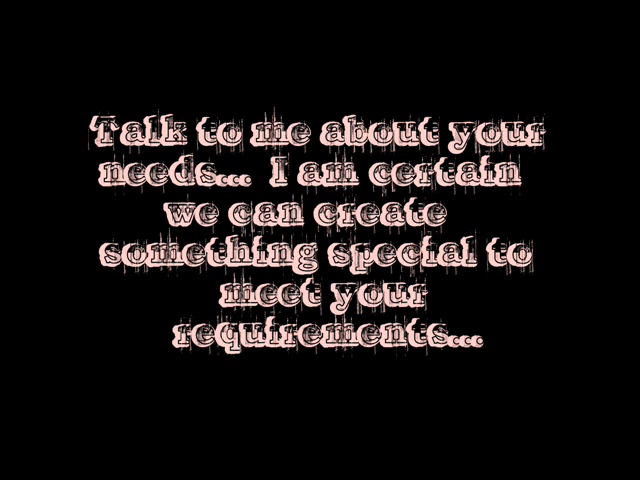 Talk to me about your
needs... I am certain
we can create
something special to
meet your
requirements...